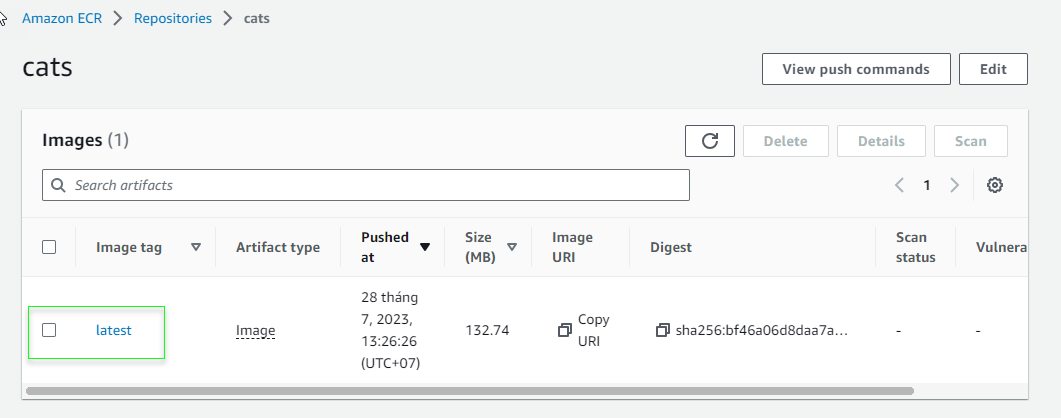 Amazon ECR > Repositories > cats
cats
View push commands
Edit
Images (1)
Delete
Details
Scan
Search artifacts
1
Image tag
Artifact type
Pushed
at
Size
(MB)
Image
URI
Digest
Scan
status
Vulnera
latest
Image
28 tháng
7, 2023,
13:26:26
(UTC+07)
132.74
Copy
URI
sha256:bf46a06d8daa7a...
-
-